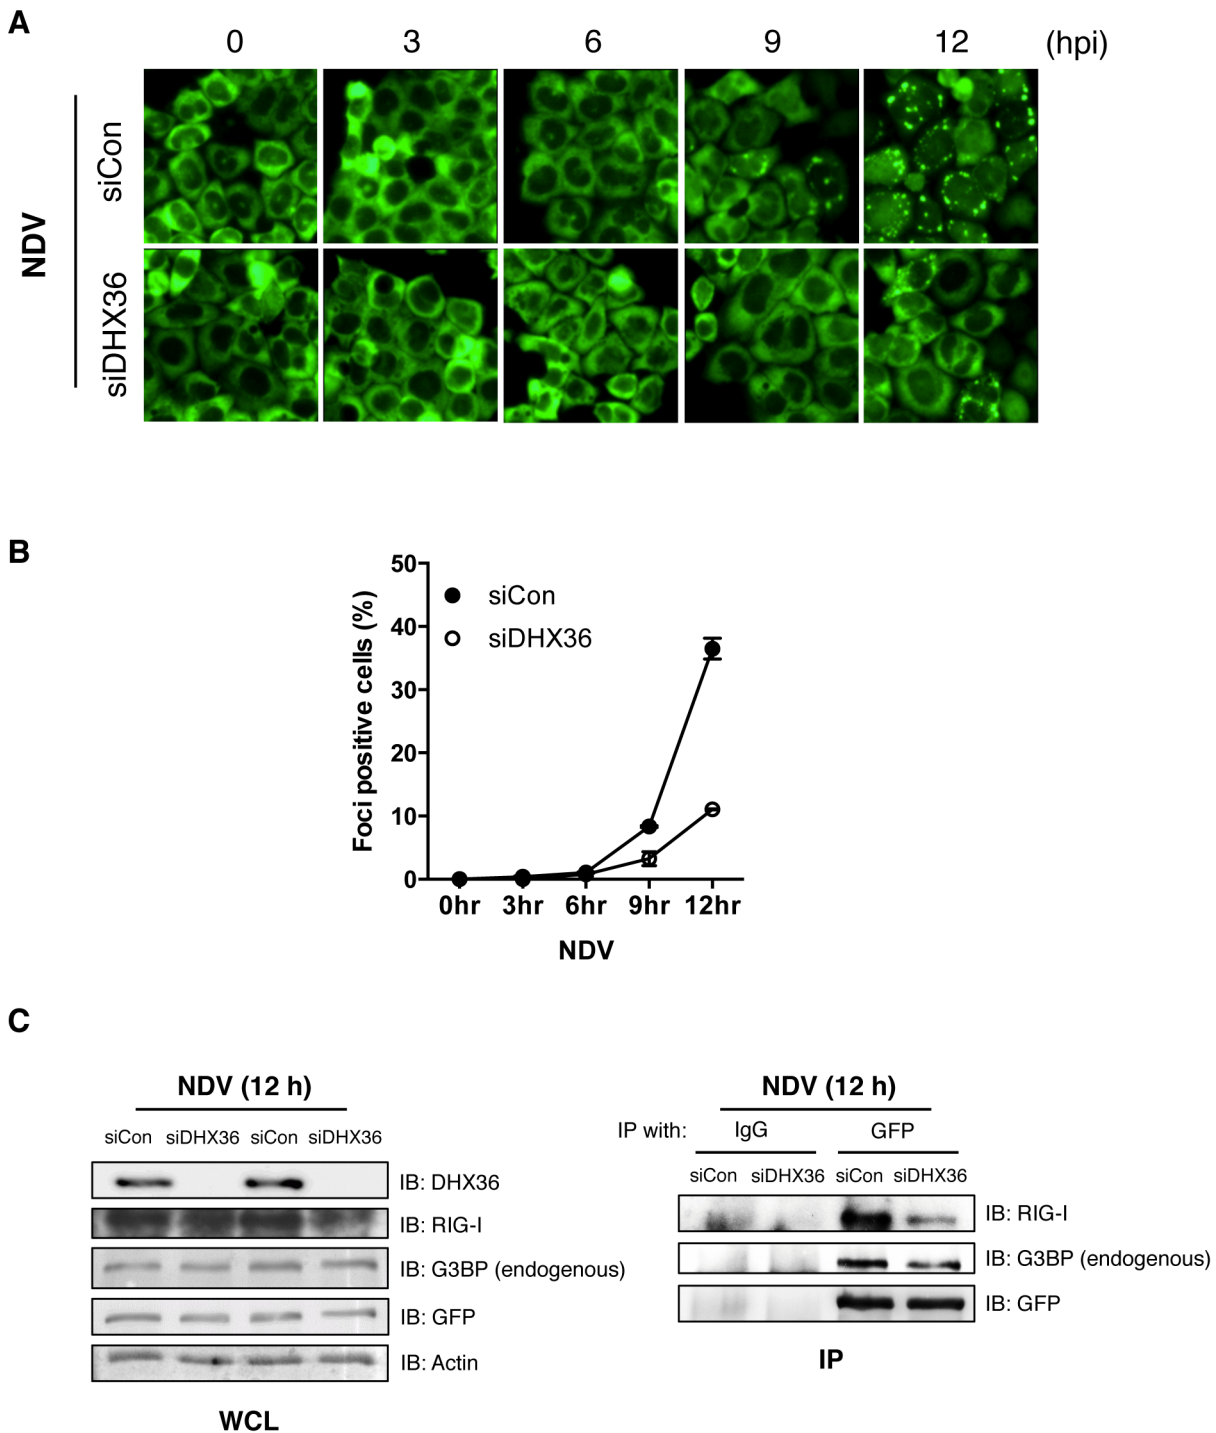 A
0 3 6 9 12 (hpi)
NDV
siCon
siDHX36
B
50
40
30
20
10
0
Foci positive cells (%)
siCon
siDHX36
0hr 3hr 6hr 9hr 12hr
NDV
C
NDV (12 h)
siCon siDHX36 siCon siDHX36
IB: DHX36
IB: RIG-I
IB: G3BP (endogenous)
IB: GFP
IB: Actin
WCL
NDV (12 h)
IP with: IgG GFP
siCon siDHX36 siCon siDHX36
IB: RIG-I
IB: G3BP (endogenous)
IB: GFP
IP